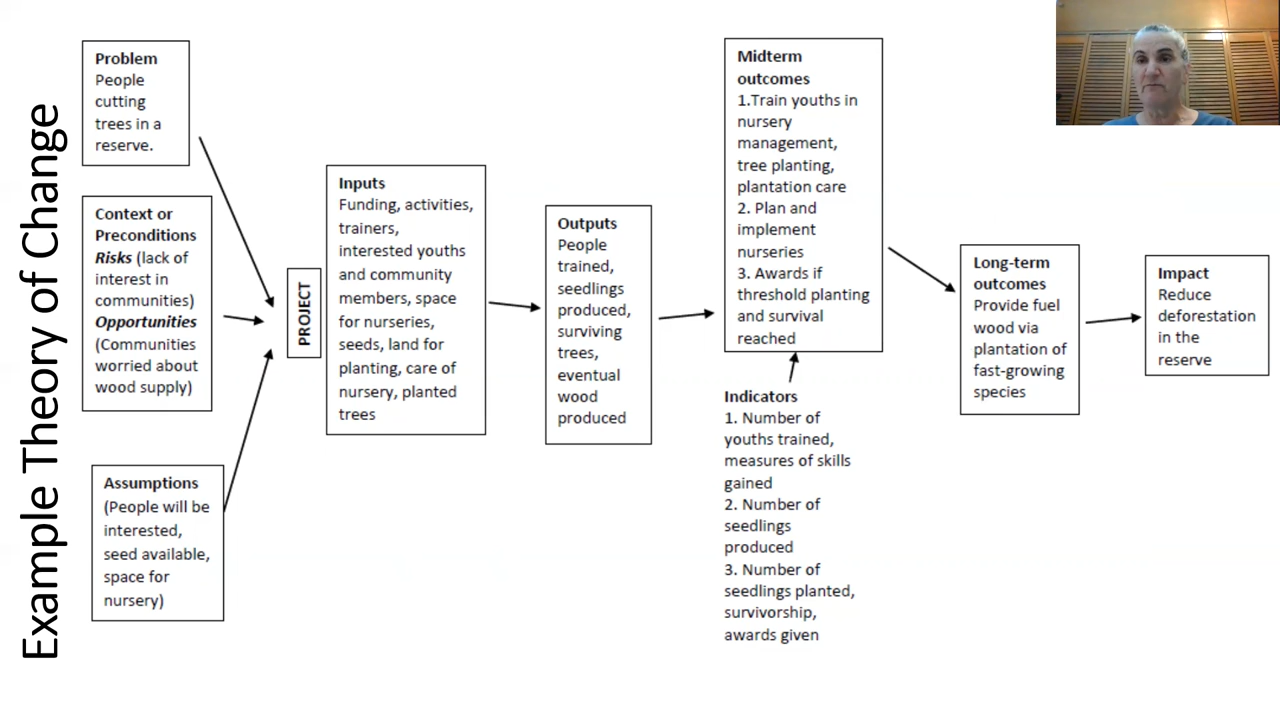 Example Theory of Change
Problem
People
cutting
trees in a
reserve.
Context or
Preconditions
Risks (lack of
interest in
communities)
Opportunities
(Communities
worried about
wood supply)
Assumptions
(People will be
interested,
seed available,
space for
nursery)
PROJECT
Inputs
Funding, activities,
trainers,
interested youths
and community
members, space
for nurseries,
seeds, land for
planting, care of
nursery, planted
trees
Outputs
People
trained,
seedlings
produced,
surviving
trees,
eventual
wood
produced
Midterm
outcomes
1.Train youths in
nursery
management,
tree planting,
plantation care
2. Plan and
implement
nurseries
3. Awards if
threshold planting
and survival
reached
Indicators
1. Number of
youths trained,
measures of skills
gained
2. Number of
seedlings
produced
3. Number of
seedlings planted,
survivorship,
awards given
Long-term
outcomes
Provide fuel
wood via
plantation of
fast-growing
species
Impact
Reduce
deforestation
in the
reserve